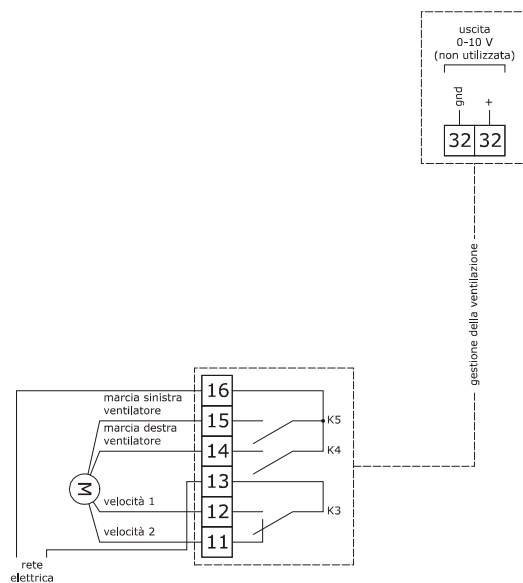 uscita
0-10 V
(non utilizzata)
gnd
+
32 32
gestione della ventilazione
marcia sinistra
ventilatore
marcia destra
ventilatore
16
15
K5
14
K4
13
M
velocità 1
12
K3
velocità 2
11
rete
elettrica